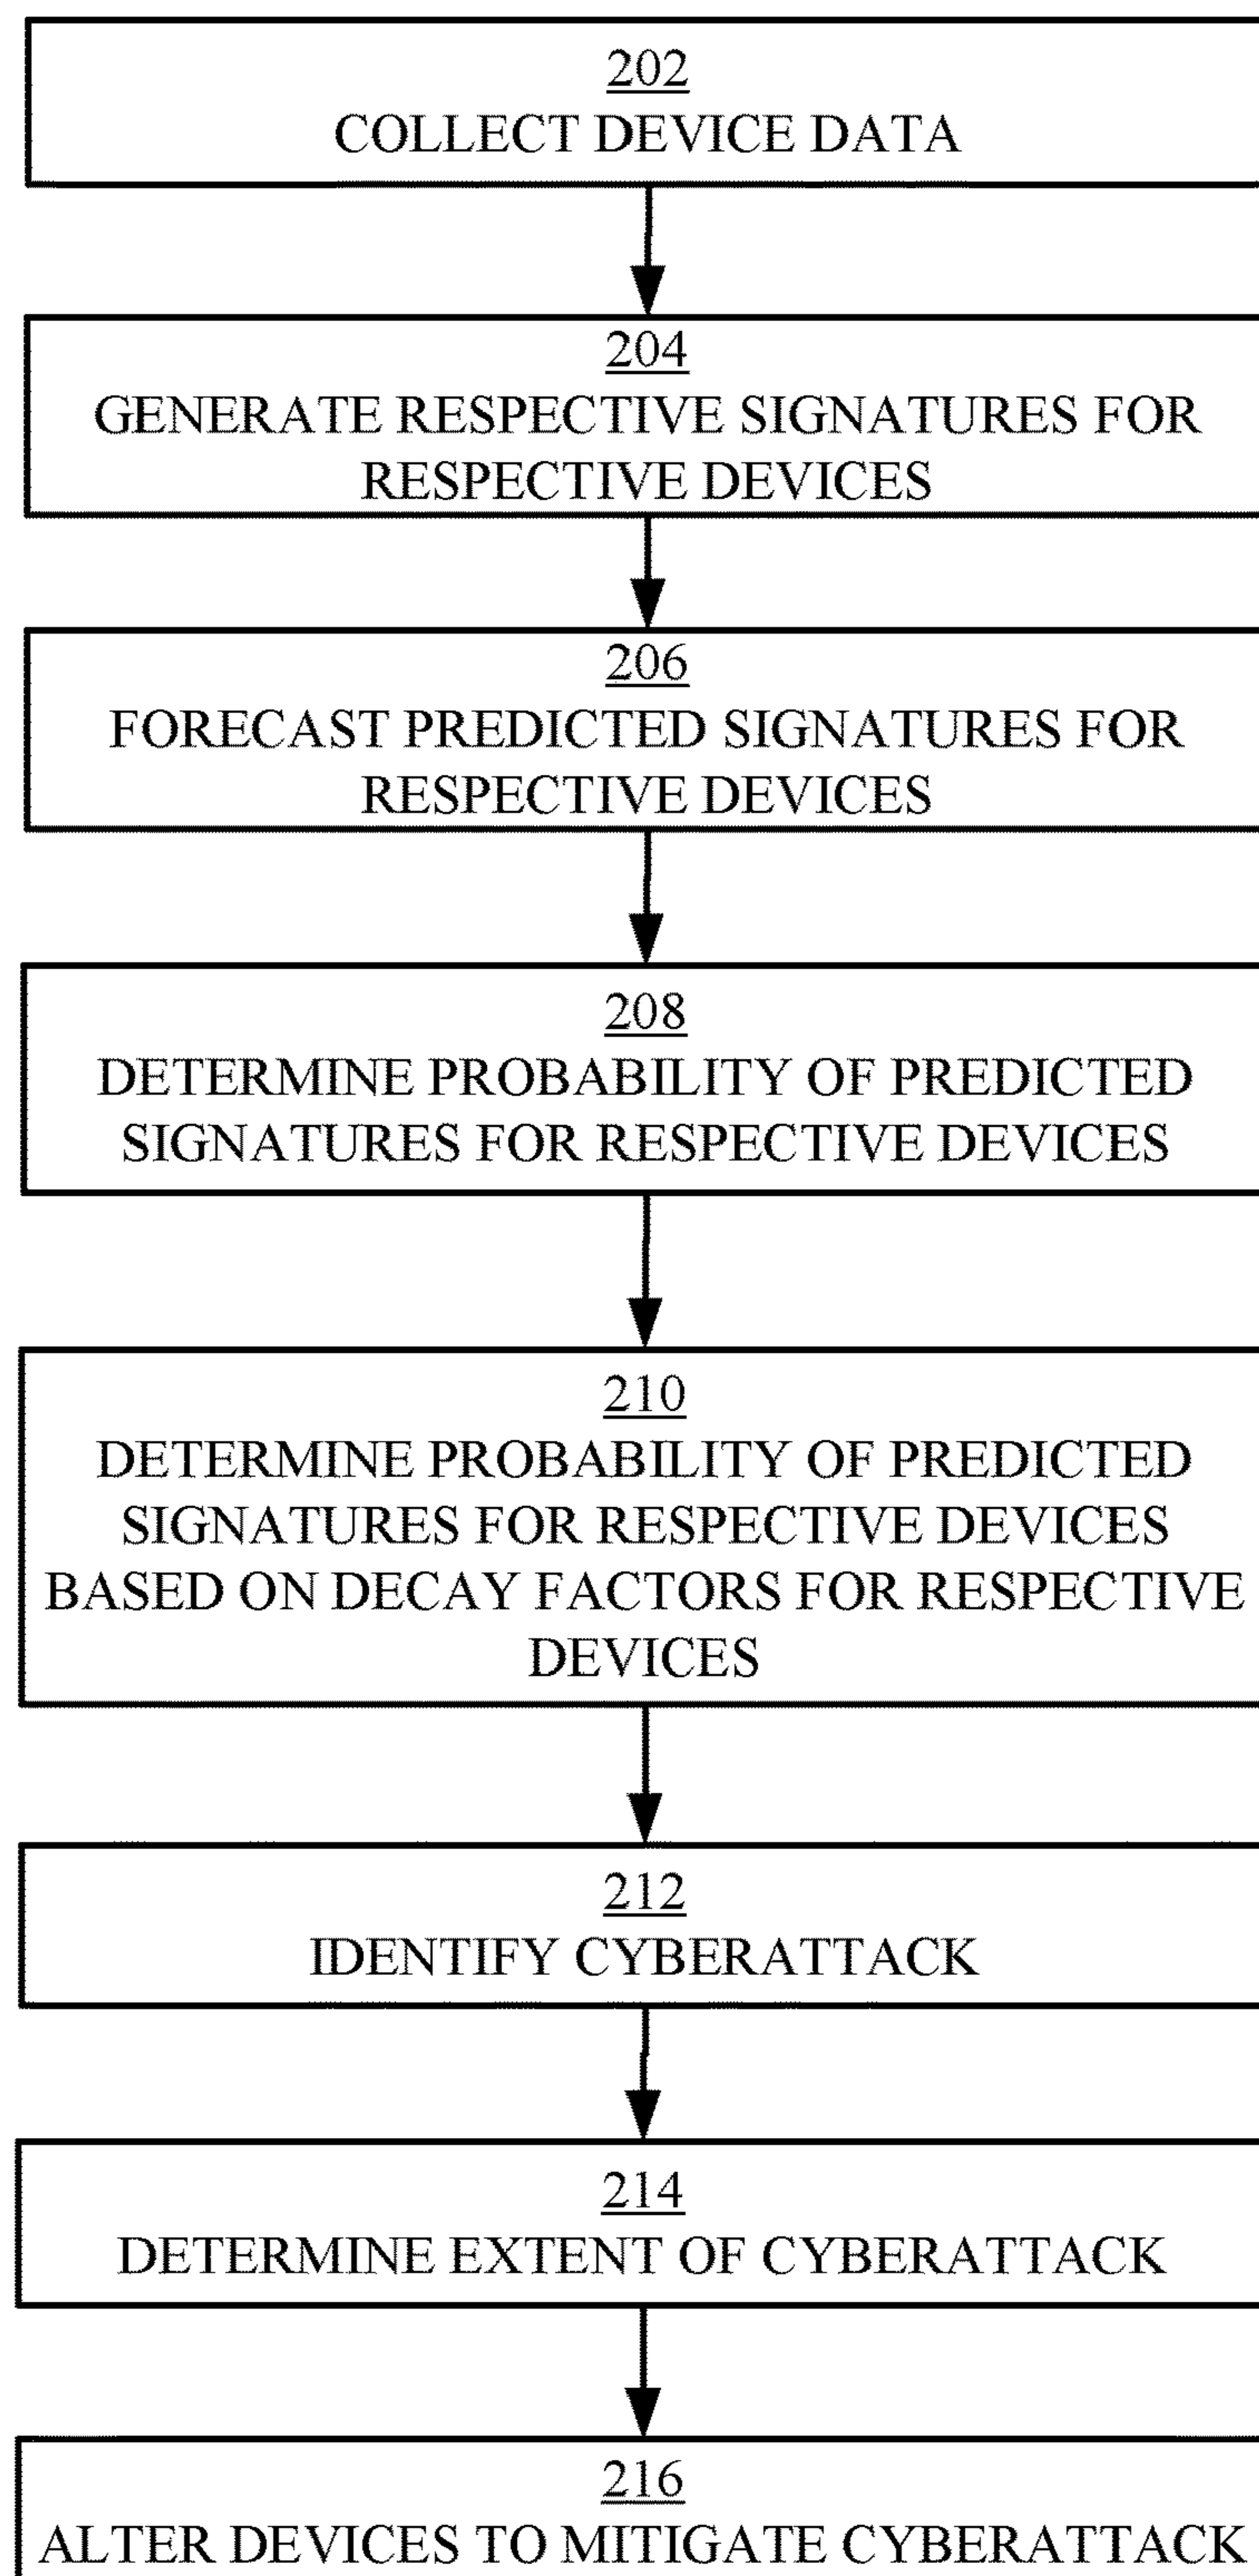 202
COLLECT DEVICE DATA
204
GENERATE RESPECTIVE SIGNATURES FOR
RESPECTIVE DEVICES
206
FORECAST PREDICTED SIGNATURES FOR
RESPECTIVE DEVICES
208
DETERMINE PROBABILITY OF PREDICTED
SIGNATURES FOR RESPECTIVE DEVICES
210
DETERMINE PROBABILITY OF PREDICTED
SIGNATURES FOR RESPECTIVE DEVICES
BASED ON DECAY FACTORS FOR RESPECTIVE
DEVICES
212
IDENTIFY CYBERATTACK
214
DETERMINE EXTENT OF CYBERATTACK
216
ALTER DEVICES TO MITIGATE CYBERATTACK